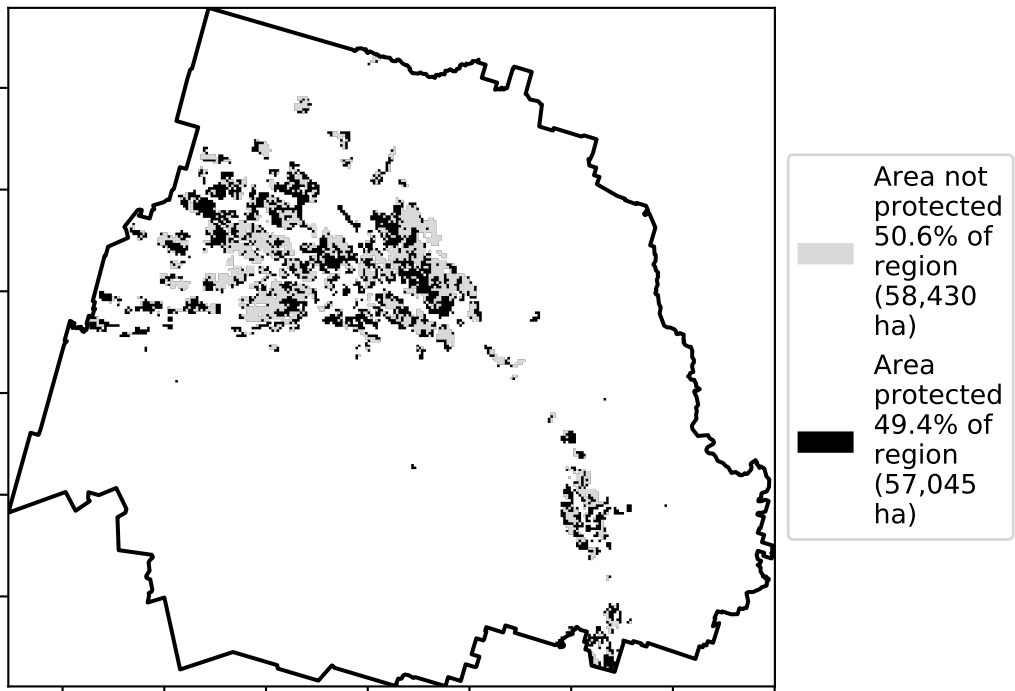 Area not
protected
50.6% of
region
(58,430
ha)
Area
protected
49.4% of
region
(57,045
ha)